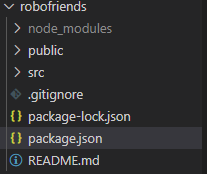 robofriends
node_modules
public
src
.gitignore
package-lock.json
package.json
README.md